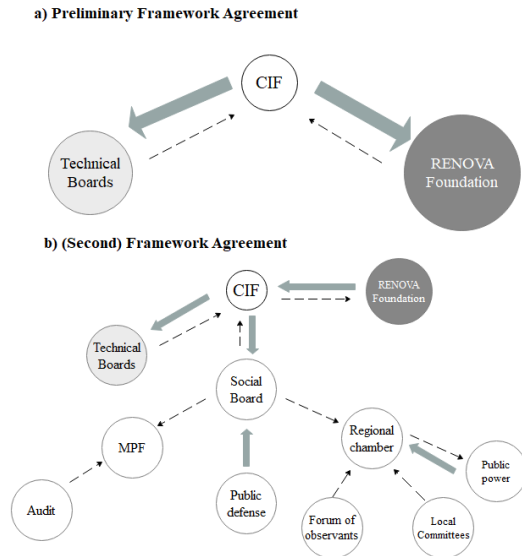 a) Preliminary Framework Agreement
CIF
Technical
Boards
RENOVA
Foundation
b) (Second) Framework Agreement
CIF
RENOVA
Foundation
Technical
Boards
Social
Board
MPF
Regional
chamber
Public
power
Audit
Public
defense
Forum of
observants
Local
Committees